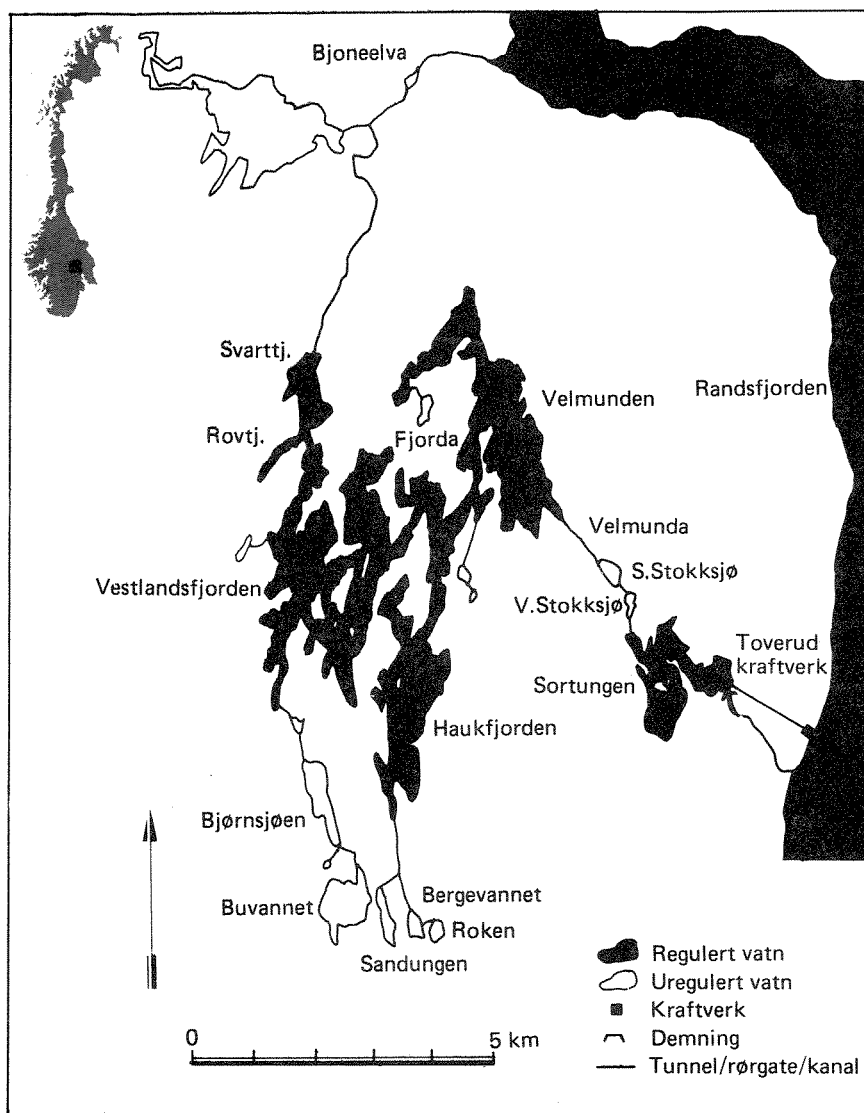 Bjoneelva
Svarttj.
Velmunden
Randsfjorden
Rovtj.
Fjorda
Velmunda
S.Stokksjø
Vestlandsfjorden
V.Stokksjø
Toverud
kraftverk
Sortungen
Haukfjorden
Bjørnsjøen
Bergevannet
Buvannet
Roken
Sandungen
Regulert vatn
Uregulert vatn
Kraftverk
Demning
Tunnel/rørgate/kanal
0
5 km